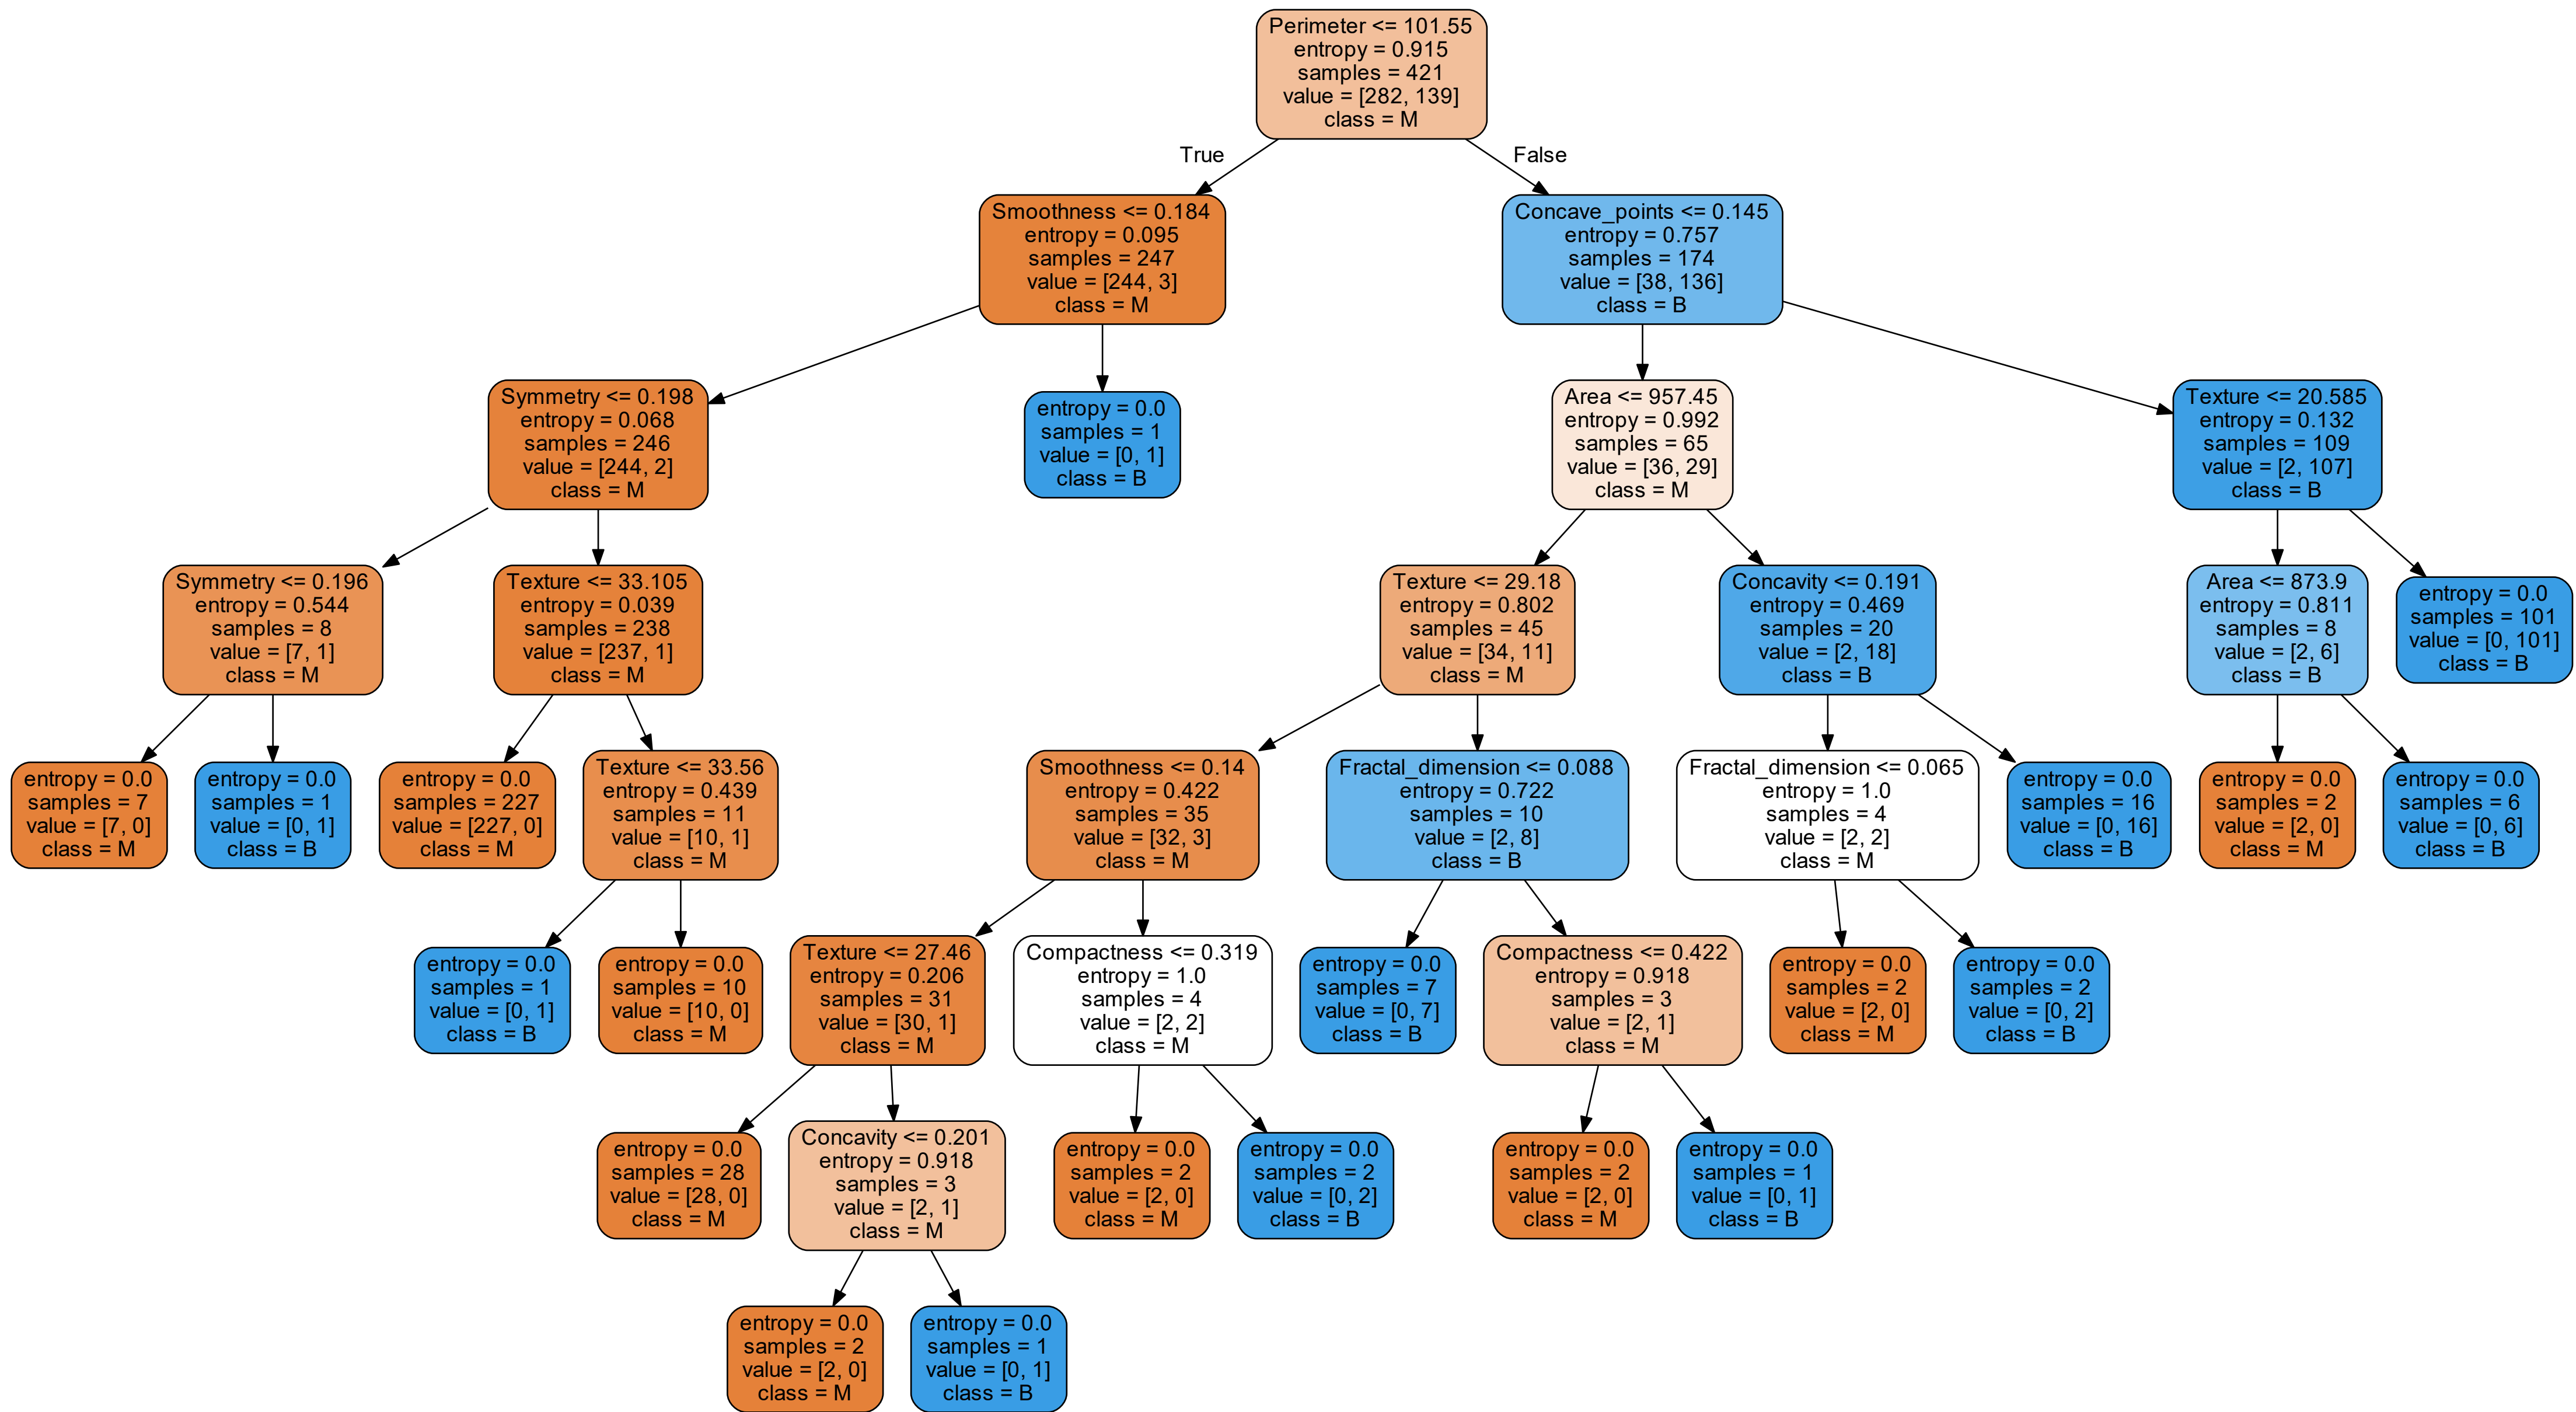 Perimeter <= 101.55
entropy = 0.915
samples = 421
value = [282, 139]
class = M
True
False
Smoothness <= 0.184
entropy = 0.095
samples = 247
value = [244, 3]
class = M
Concave_points <= 0.145
entropy = 0.757
samples = 174
value = [38, 136]
class = B
Symmetry <= 0.198
entropy = 0.068
samples = 246
value = [244, 2]
class = M
entropy = 0.0
samples = 1
value = [0, 1]
class = B
Area <= 957.45
entropy = 0.992
samples = 65
value = [36, 29]
class = M
Texture <= 20.585
entropy = 0.132
samples = 109
value = [2, 107]
class = B
Symmetry <= 0.196
entropy = 0.544
samples = 8
value = [7, 1]
class = M
Texture <= 33.105
entropy = 0.039
samples = 238
value = [237, 1]
class = M
Texture <= 29.18
entropy = 0.802
samples = 45
value = [34, 11]
class = M
Concavity <= 0.191
entropy = 0.469
samples = 20
value = [2, 18]
class = B
Area <= 873.9
entropy = 0.811
samples = 8
value = [2, 6]
class = B
entropy = 0.0
samples = 101
value = [0, 101]
class = B
entropy = 0.0
samples = 7
value = [7, 0]
class = M
entropy = 0.0
samples = 1
value = [0, 1]
class = B
entropy = 0.0
samples = 227
value = [227, 0]
class = M
Texture <= 33.56
entropy = 0.439
samples = 11
value = [10, 1]
class = M
Smoothness <= 0.14
entropy = 0.422
samples = 35
value = [32, 3]
class = M
Fractal_dimension <= 0.088
entropy = 0.722
samples = 10
value = [2, 8]
class = B
Fractal_dimension <= 0.065
entropy = 1.0
samples = 4
value = [2, 2]
class = M
entropy = 0.0
samples = 16
value = [0, 16]
class = B
entropy = 0.0
samples = 2
value = [2, 0]
class = M
entropy = 0.0
samples = 6
value = [0, 6]
class = B
entropy = 0.0
samples = 1
value = [0, 1]
class = B
entropy = 0.0
samples = 10
value = [10, 0]
class = M
Texture <= 27.46
entropy = 0.206
samples = 31
value = [30, 1]
class = M
Compactness <= 0.319
entropy = 1.0
samples = 4
value = [2, 2]
class = M
entropy = 0.0
samples = 7
value = [0, 7]
class = B
Compactness <= 0.422
entropy = 0.918
samples = 3
value = [2, 1]
class = M
entropy = 0.0
samples = 2
value = [2, 0]
class = M
entropy = 0.0
samples = 2
value = [0, 2]
class = B
entropy = 0.0
samples = 28
value = [28, 0]
class = M
Concavity <= 0.201
entropy = 0.918
samples = 3
value = [2, 1]
class = M
entropy = 0.0
samples = 2
value = [2, 0]
class = M
entropy = 0.0
samples = 2
value = [0, 2]
class = B
entropy = 0.0
samples = 2
value = [2, 0]
class = M
entropy = 0.0
samples = 1
value = [0, 1]
class = B
entropy = 0.0
samples = 2
value = [2, 0]
class = M
entropy = 0.0
samples = 1
value = [0, 1]
class = B